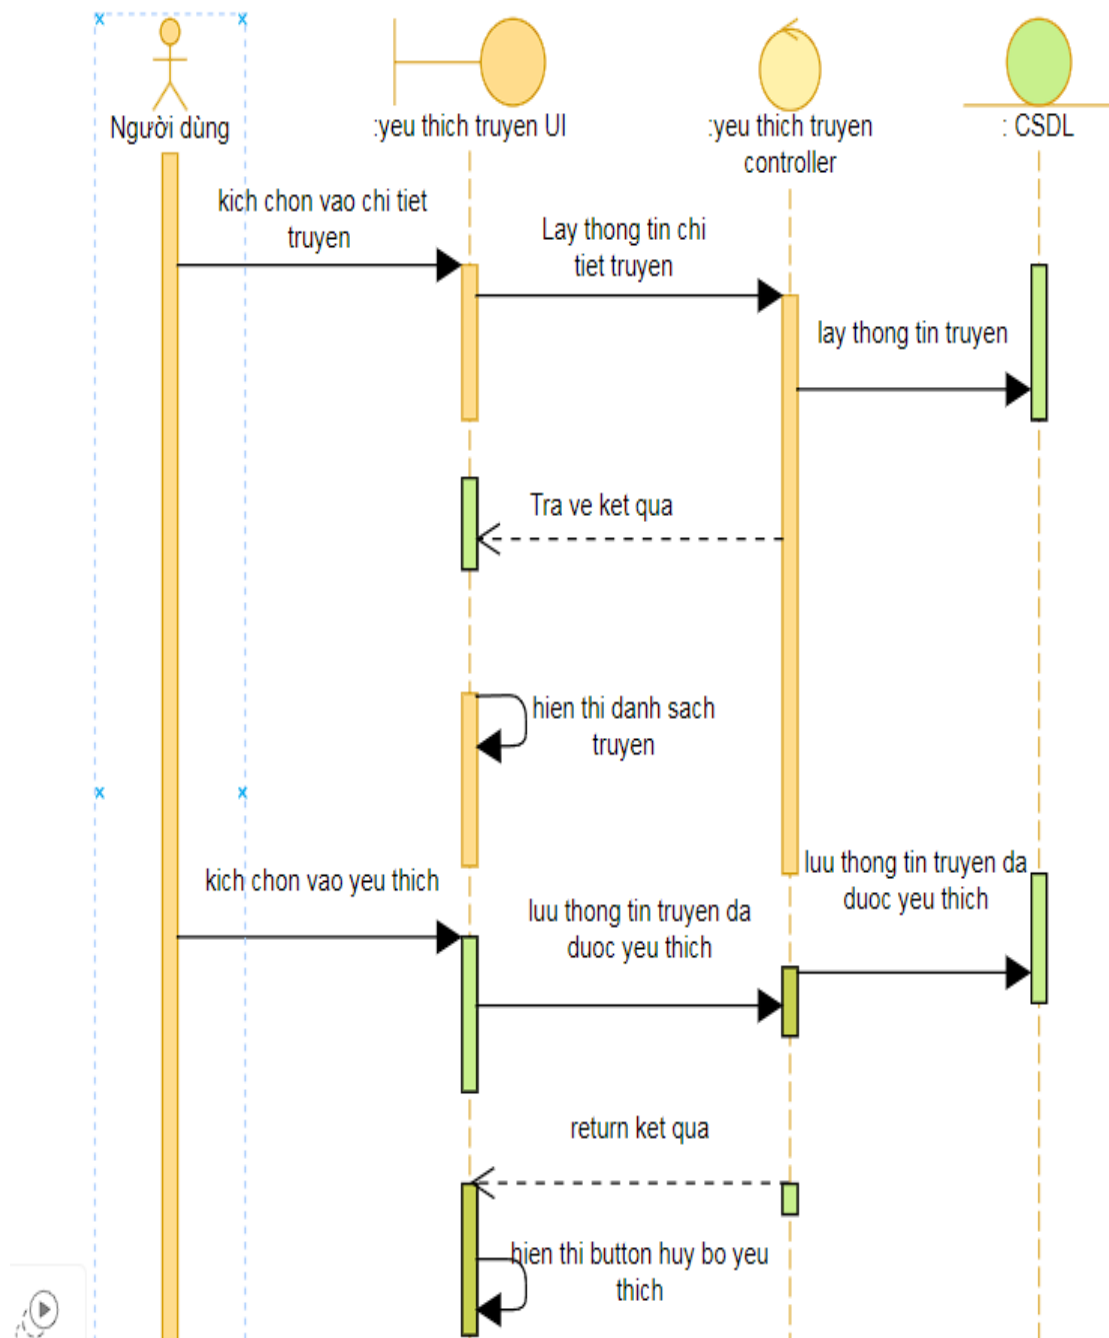 Người dùng
:yeu thich truyen UI
:yeu thich truyen
controller
: CSDL
kich chon vao chi tiet
truyen
Lay thong tin chi
tiet truyen
lay thong tin truyen
Tra ve ket qua
hien thi danh sach
truyen
kich chon vao yeu thich
luu thong tin truyen da
duoc yeu thich
luu thong tin truyen da
duoc yeu thich
return ket qua
hien thi button huy bo yeu
thich